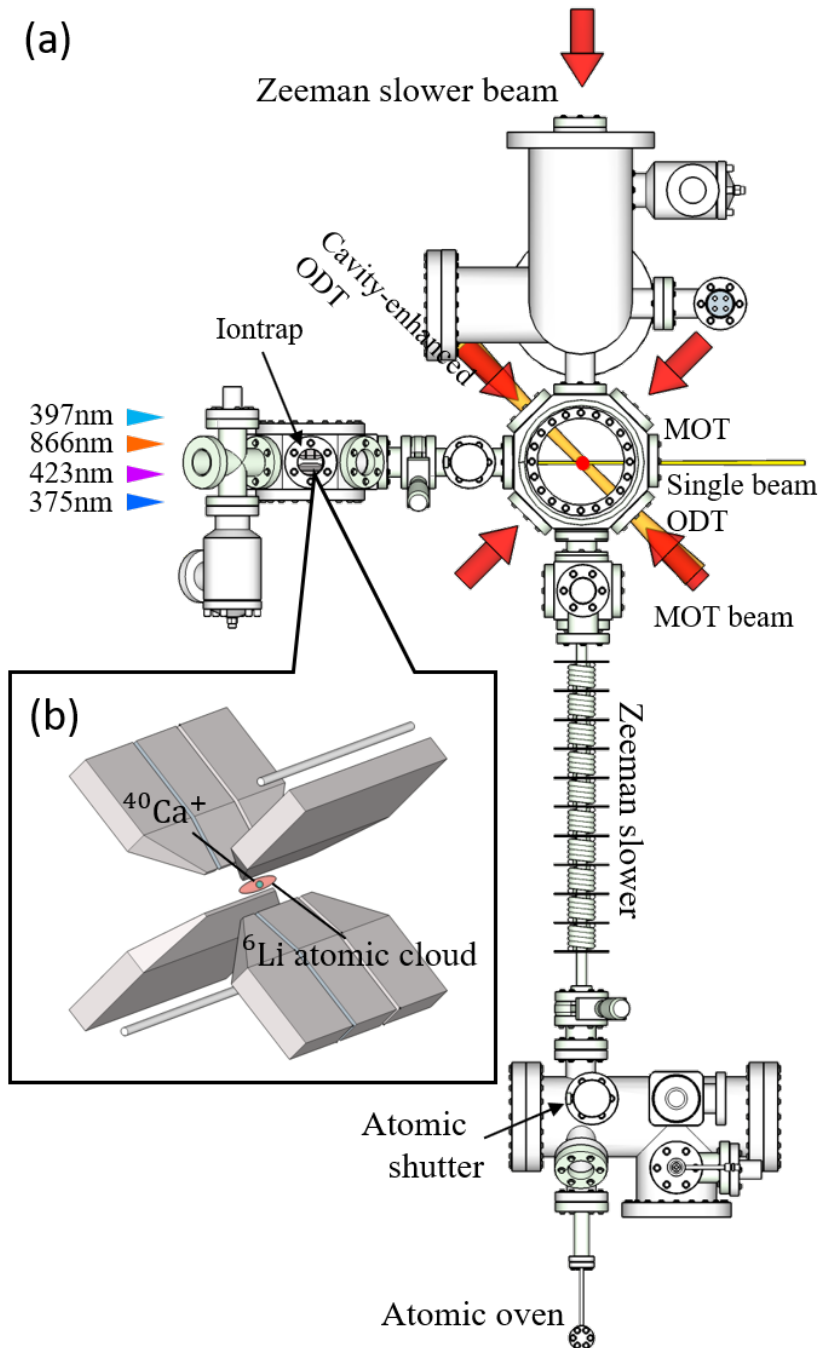 (a)
Zeeman slower beam
Cavity-enhanced
ODT
Iontrap
397nm
866nm
423nm
375nm
MOT
Single beam
ODT
MOT beam
Zeeman slower
(b)
⁴⁰Ca⁺
⁶Li atomic cloud
Atomic
shutter
Atomic oven